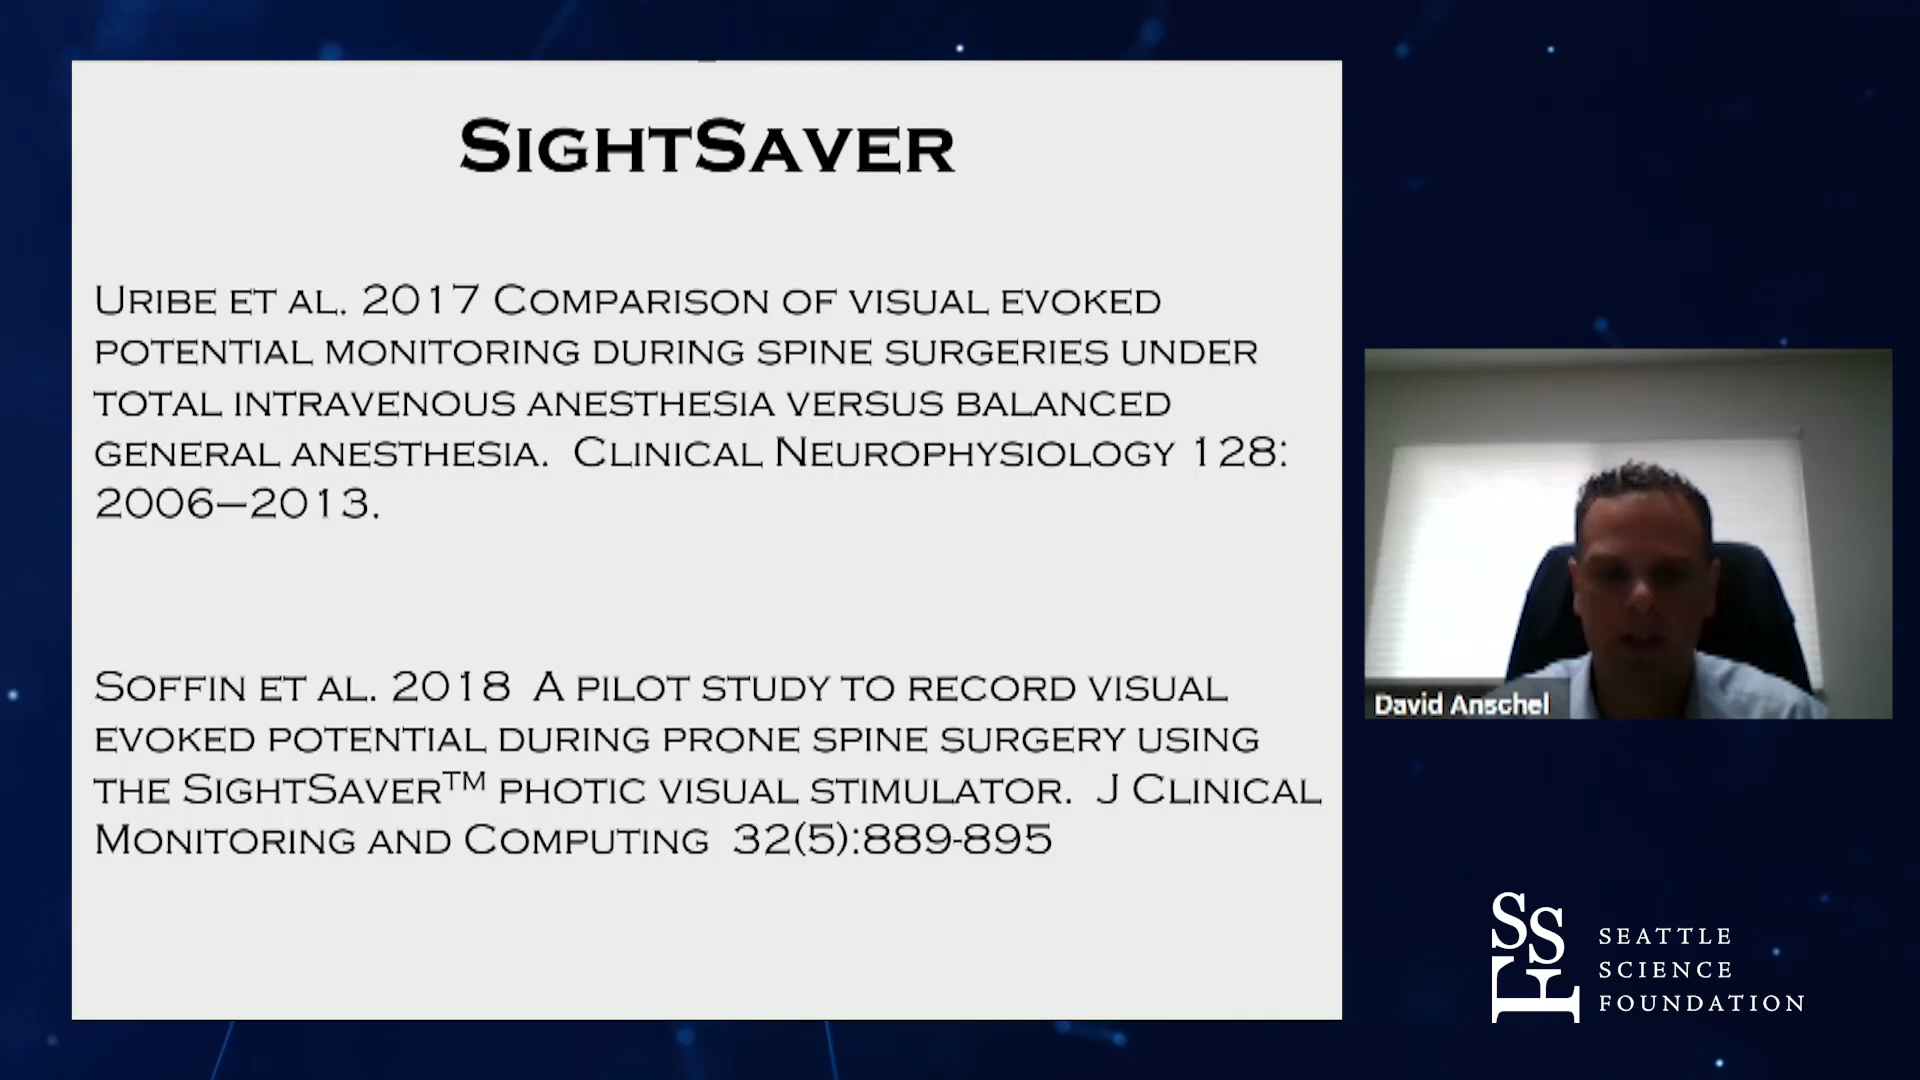 SIGHTSAVER
URIBE ET AL. 2017 COMPARISON OF VISUAL EVOKED
POTENTIAL MONITORING DURING SPINE SURGERIES UNDER
TOTAL INTRAVENOUS ANESTHESIA VERSUS BALANCED
GENERAL ANESTHESIA. CLINICAL NEUROPHYSIOLOGY 128:
2006–2013.
SOFFIN ET AL. 2018 A PILOT STUDY TO RECORD VISUAL
EVOKED POTENTIAL DURING PRONE SPINE SURGERY USING
THE SIGHTSAVER™ PHOTIC VISUAL STIMULATOR. J CLINICAL
MONITORING AND COMPUTING 32(5):889-895
David Anschel
SSF
SEATTLE
SCIENCE
FOUNDATION